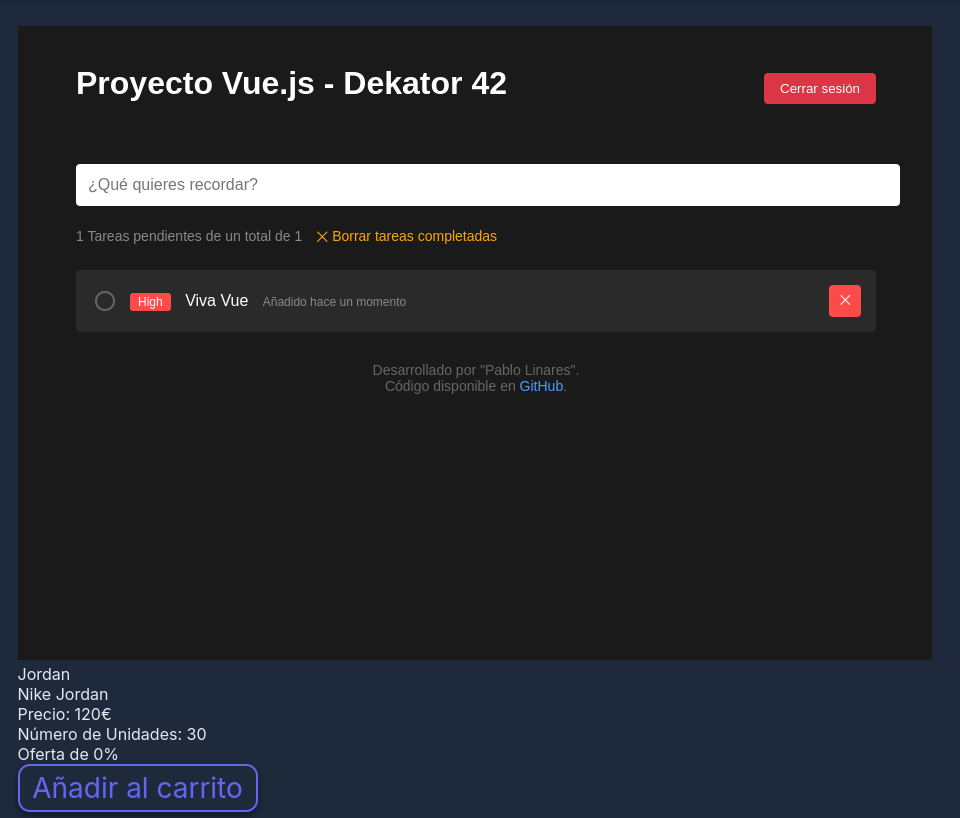 Proyecto Vue.js - Dekator 42
Cerrar sesión
¿Qué quieres recordar?
1 Tareas pendientes de un total de 1 Borrar tareas completadas
High Viva Vue Añadido hace un momento
Desarrollado por "Pablo Linares".
Código disponible en GitHub.
Jordan
Nike Jordan
Precio: 120€
Número de Unidades: 30
Oferta de 0%
Añadir al carrito